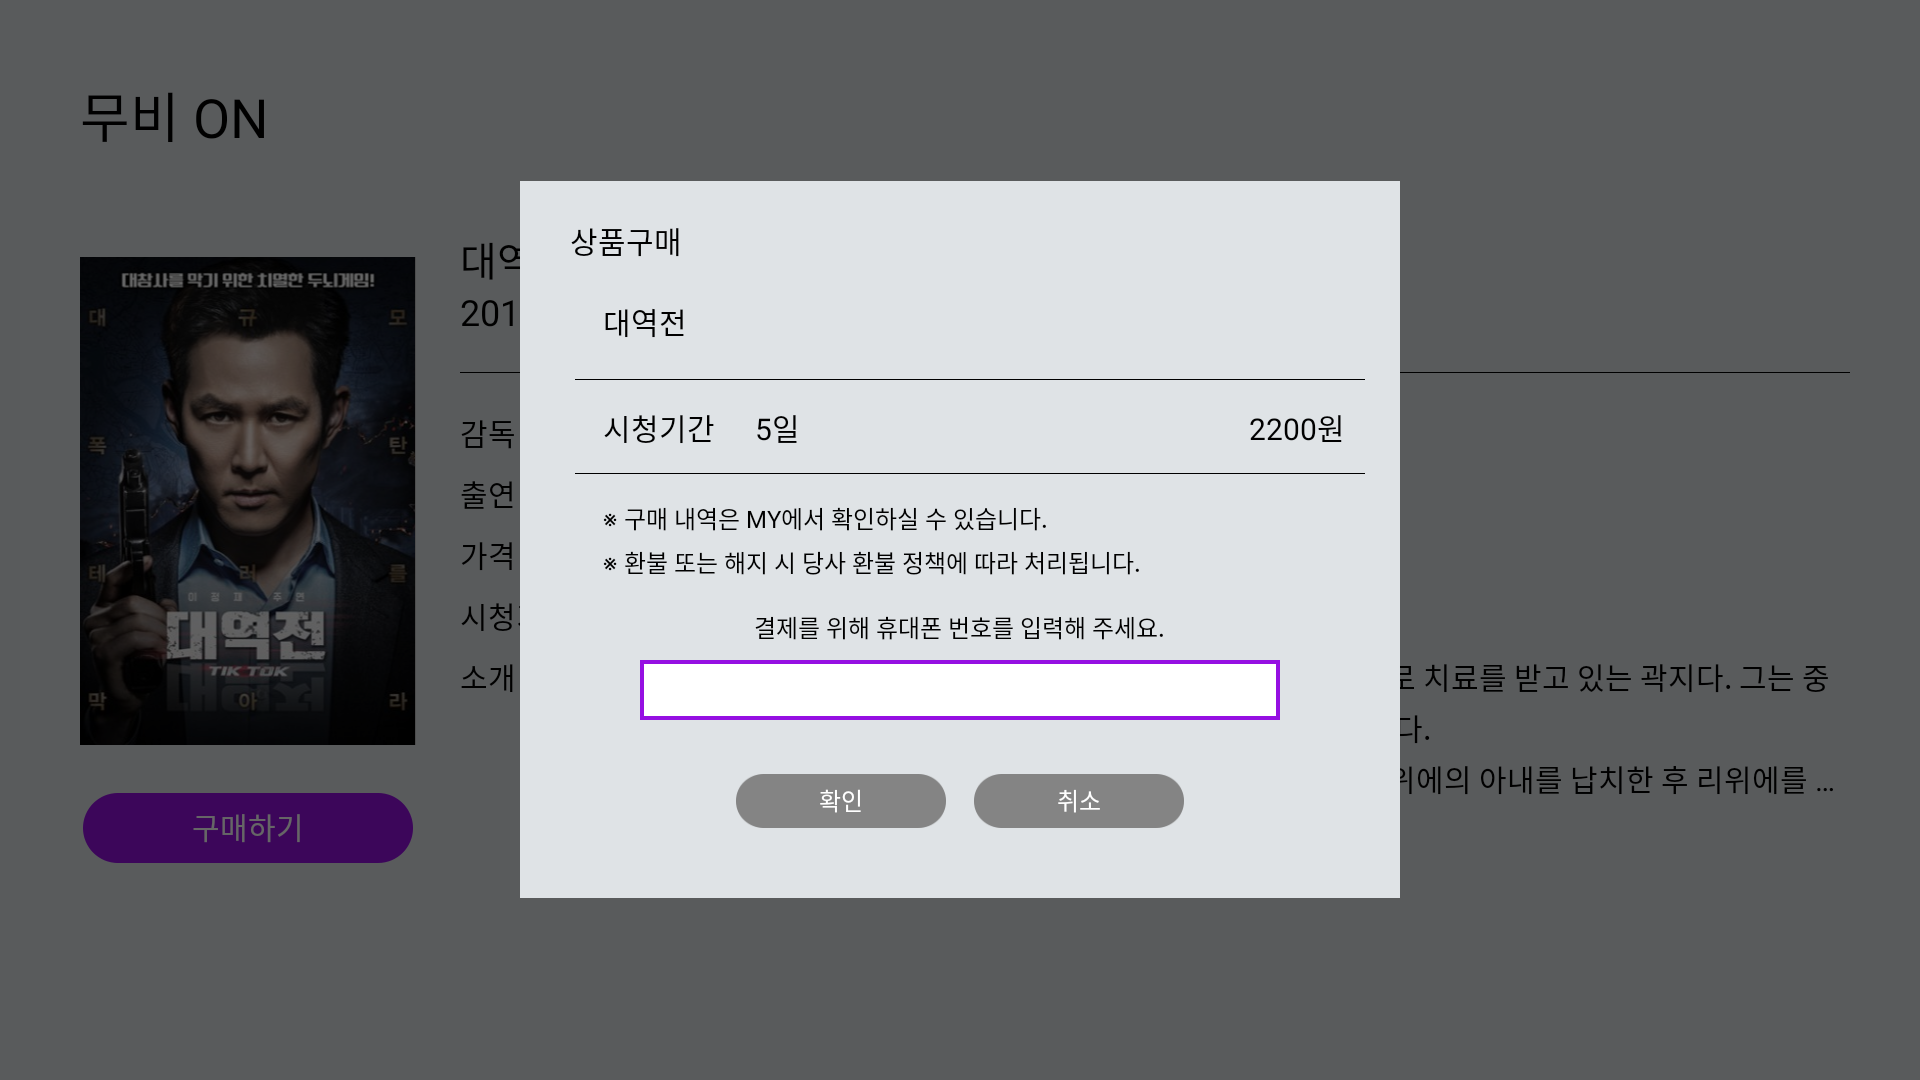 무비 ON
대참사를 막기 위한 치열한 두뇌게임!
대 규 모
폭 탄
테 러 를
이 정 재 주 연
대역전
TIK TOK
막 아 라
구매하기
201
감독
출연
가격
시청
소개
치료를 받고 있는 곽지다. 그는 중
다.
위에의 아내를 납치한 후 리위에를 ...
상품구매
대역전
시청기간 5일 2200원
※ 구매 내역은 MY에서 확인하실 수 있습니다.
※ 환불 또는 해지 시 당사 환불 정책에 따라 처리됩니다.
결제를 위해 휴대폰 번호를 입력해 주세요.
확인 취소